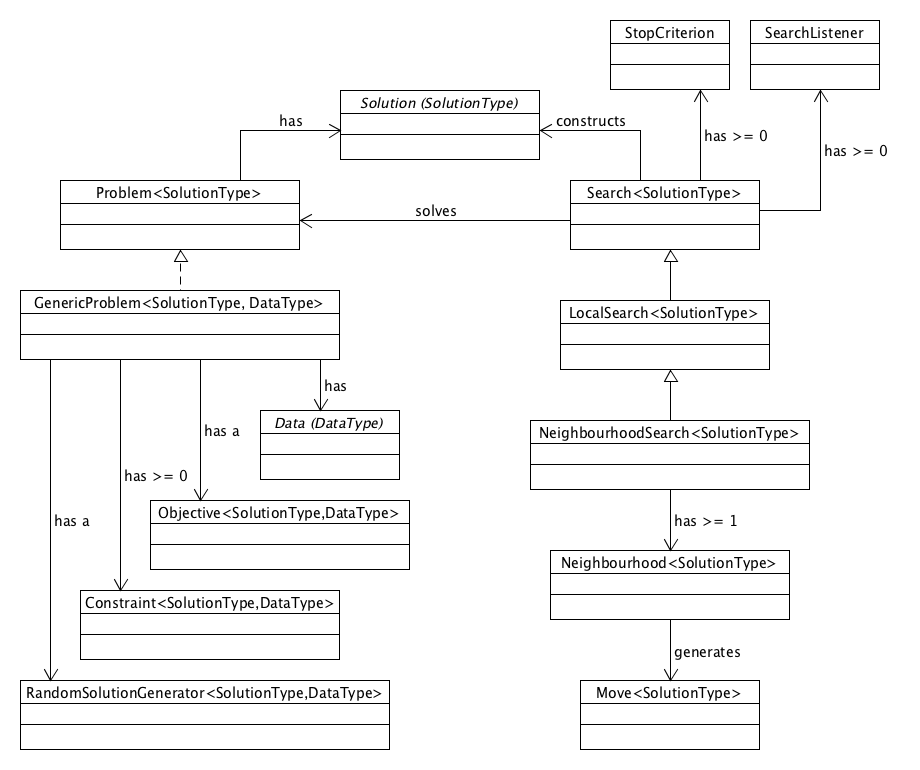 StopCriterion
SearchListener
Solution (SolutionType)
has
constructs
has >= 0
has >= 0
Problem<SolutionType>
Search<SolutionType>
solves
GenericProblem<SolutionType, DataType>
LocalSearch<SolutionType>
has
Data (DataType)
has a
NeighbourhoodSearch<SolutionType>
has >= 0
Objective<SolutionType,DataType>
has a
has >= 1
Neighbourhood<SolutionType>
Constraint<SolutionType,DataType>
generates
RandomSolutionGenerator<SolutionType,DataType>
Move<SolutionType>